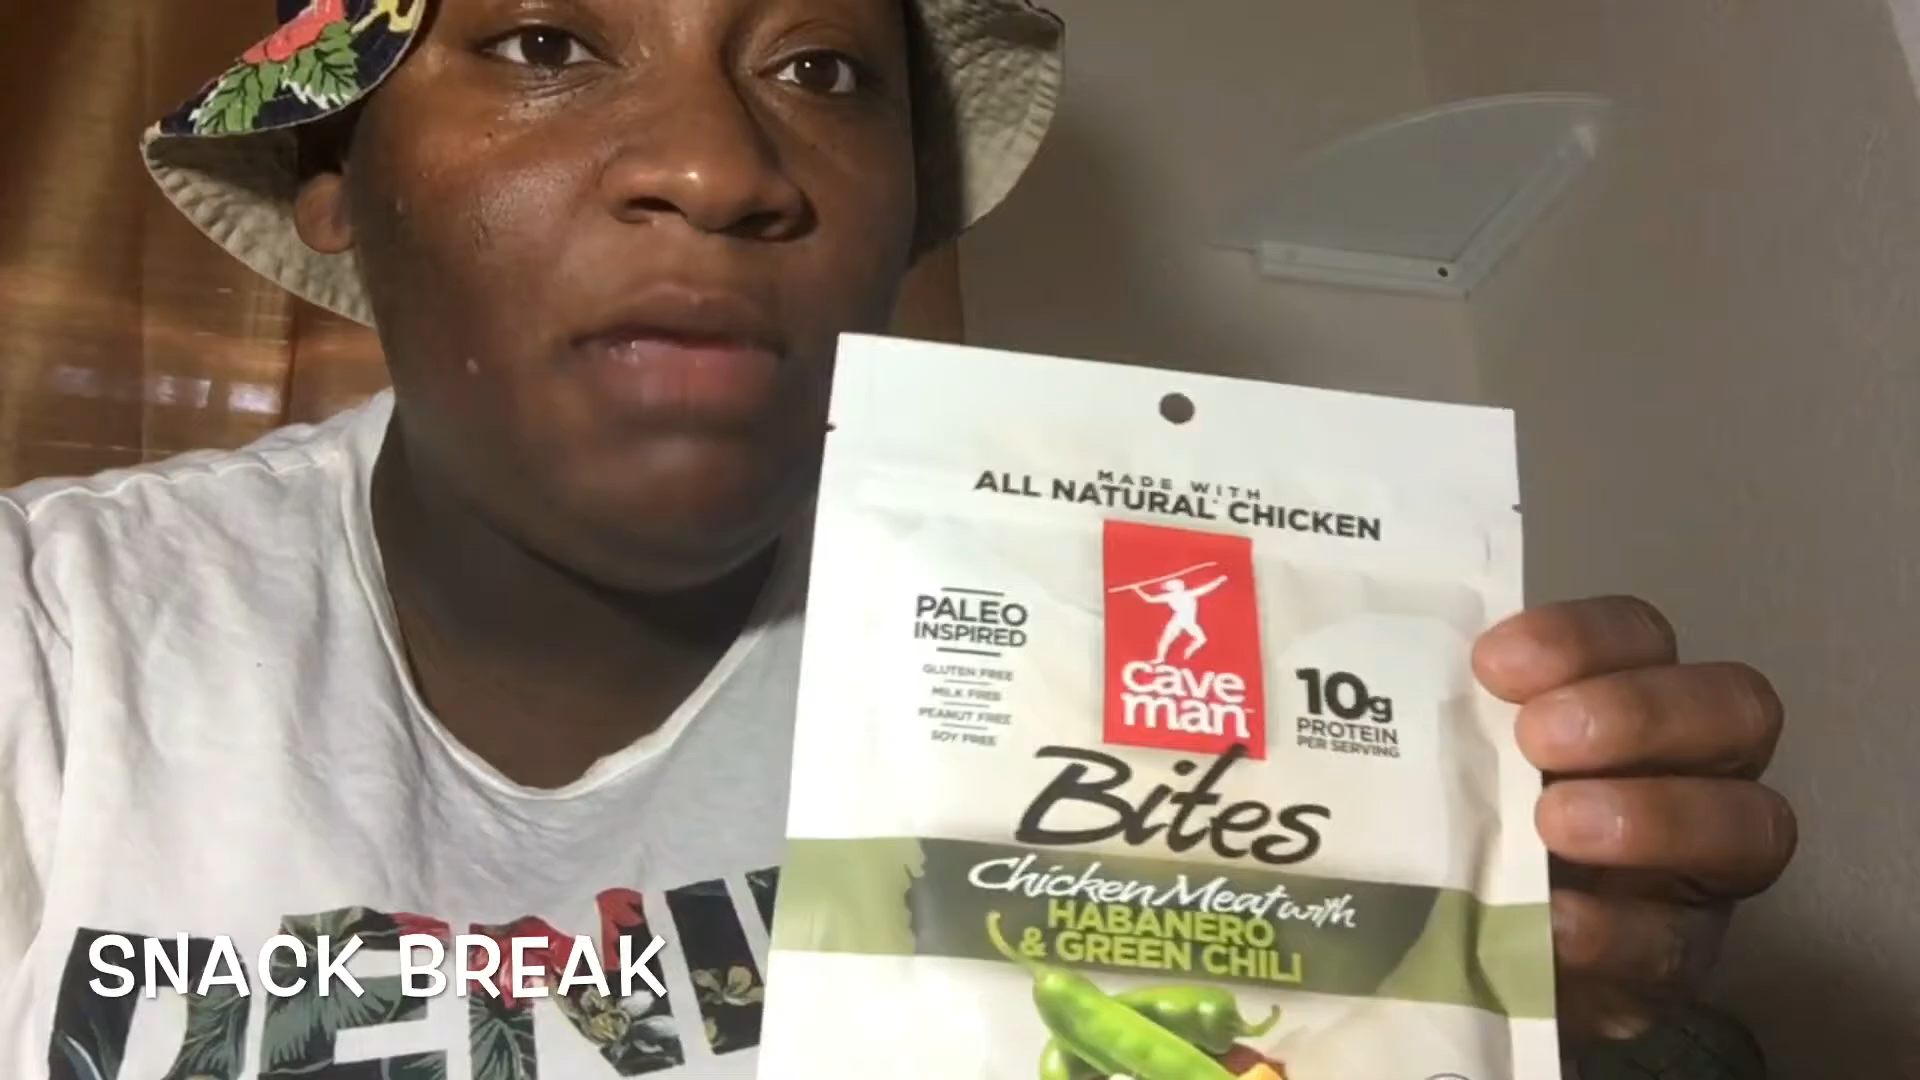 MADE WITH
ALL NATURAL CHICKEN
PALEO
INSPIRED
GLUTEN FREE
MILK FREE
PEANUT FREE
SOY FREE
cave
man
10g
PROTEIN
PER SERVING
Bites
Chicken Meat with
HABANERO
& GREEN CHILI
SNACK BREAK